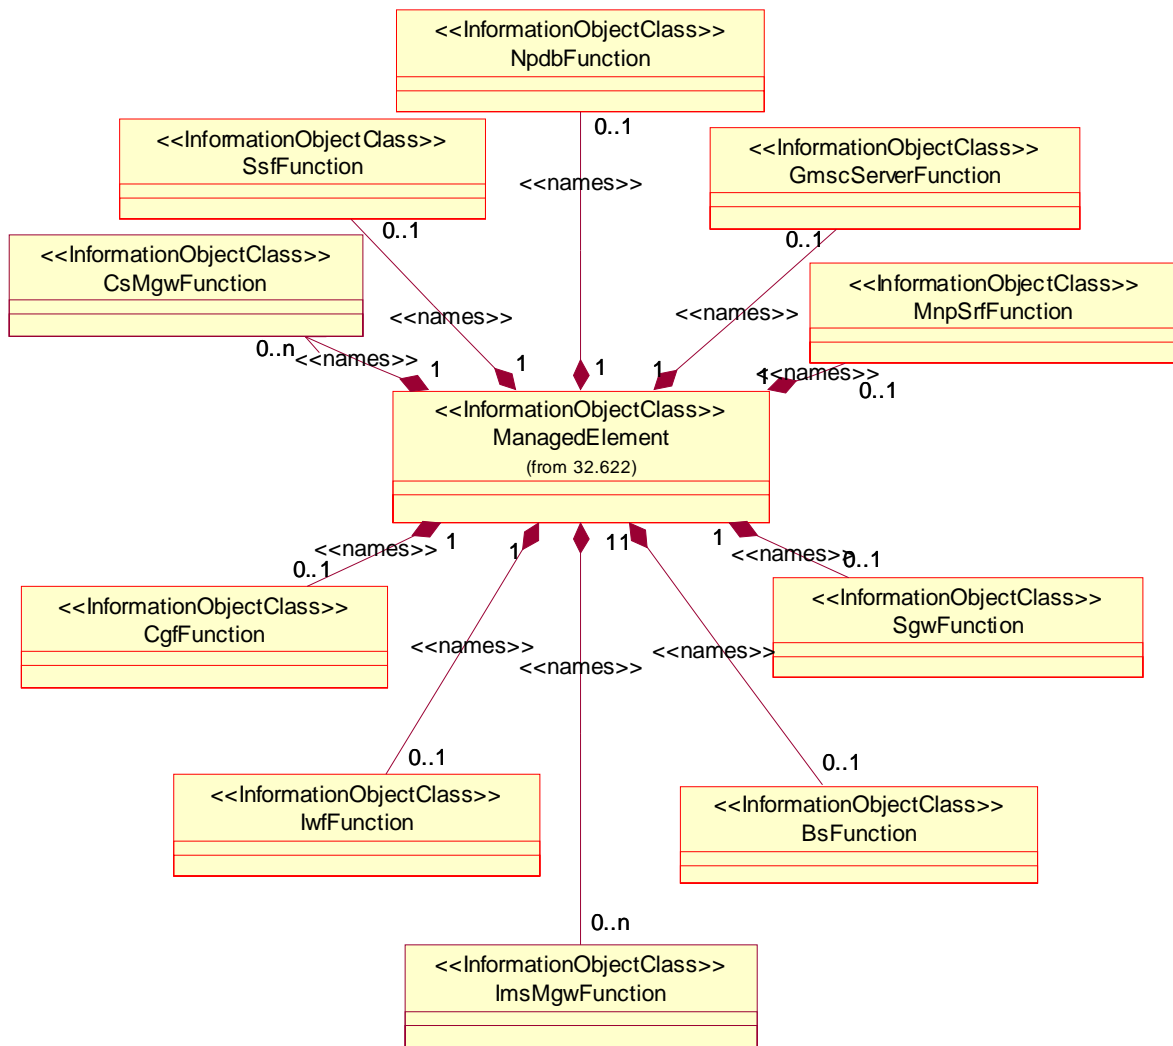 <<InformationObjectClass>>
NpdbFunction
0..1
<<names>>
<<InformationObjectClass>>
SsfFunction
0..1
<<names>>
1
1
<<InformationObjectClass>>
GmscServerFunction
0..1
<<names>>
1
<<InformationObjectClass>>
CsMgwFunction
0..n
<<names>>
1
<<InformationObjectClass>>
MnpSrfFunction
<<names>>
0..1
1
<<InformationObjectClass>>
ManagedElement
(from 32.622)
1
<<names>>
0..1
<<InformationObjectClass>>
CgfFunction
1
<<names>>
0..1
<<InformationObjectClass>>
IwfFunction
1
<<names>>
0..n
<<InformationObjectClass>>
ImsMgwFunction
1
<<names>>
0..1
<<InformationObjectClass>>
BsFunction
1
<<names>>
0..1
<<InformationObjectClass>>
SgwFunction